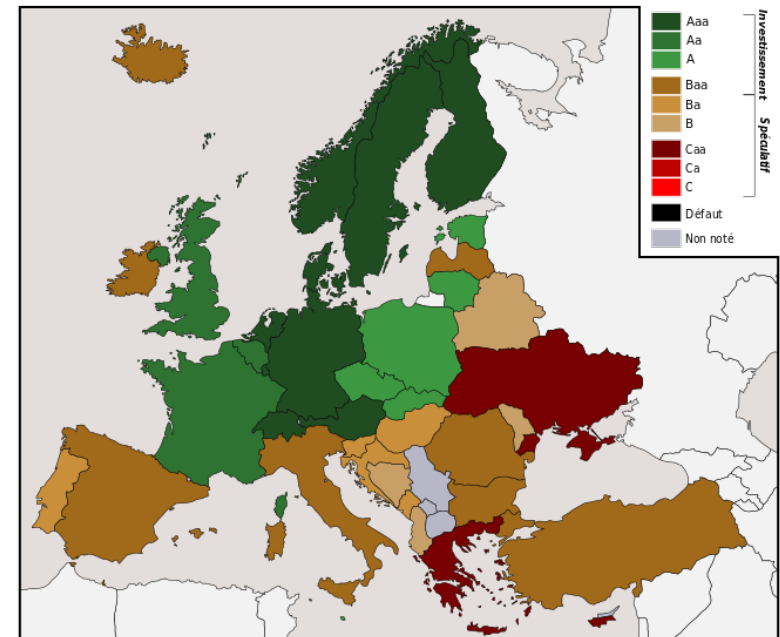 Aaa
Aa
A
Baa
Ba
B
Caa
Ca
C
Défaut
Non noté
Investissement
Spéculatif